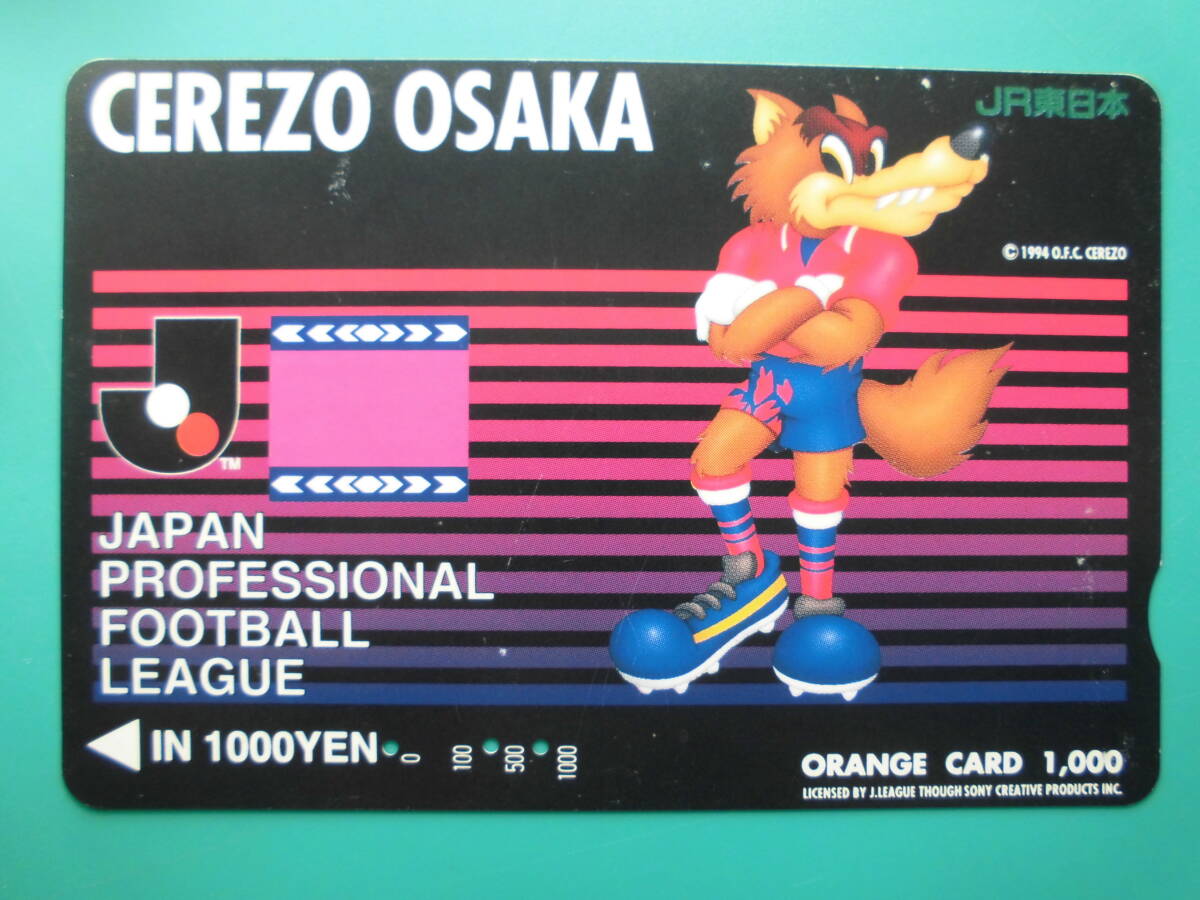 CEREZO OSAKA
JR東日本
© 1994 O.F.C. CEREZO
TM
JAPAN
PROFESSIONAL
FOOTBALL
LEAGUE
IN 1000YEN
0
100
500
1000
ORANGE CARD 1,000
LICENSED BY J.LEAGUE THOUGH SONY CREATIVE PRODUCTS INC.